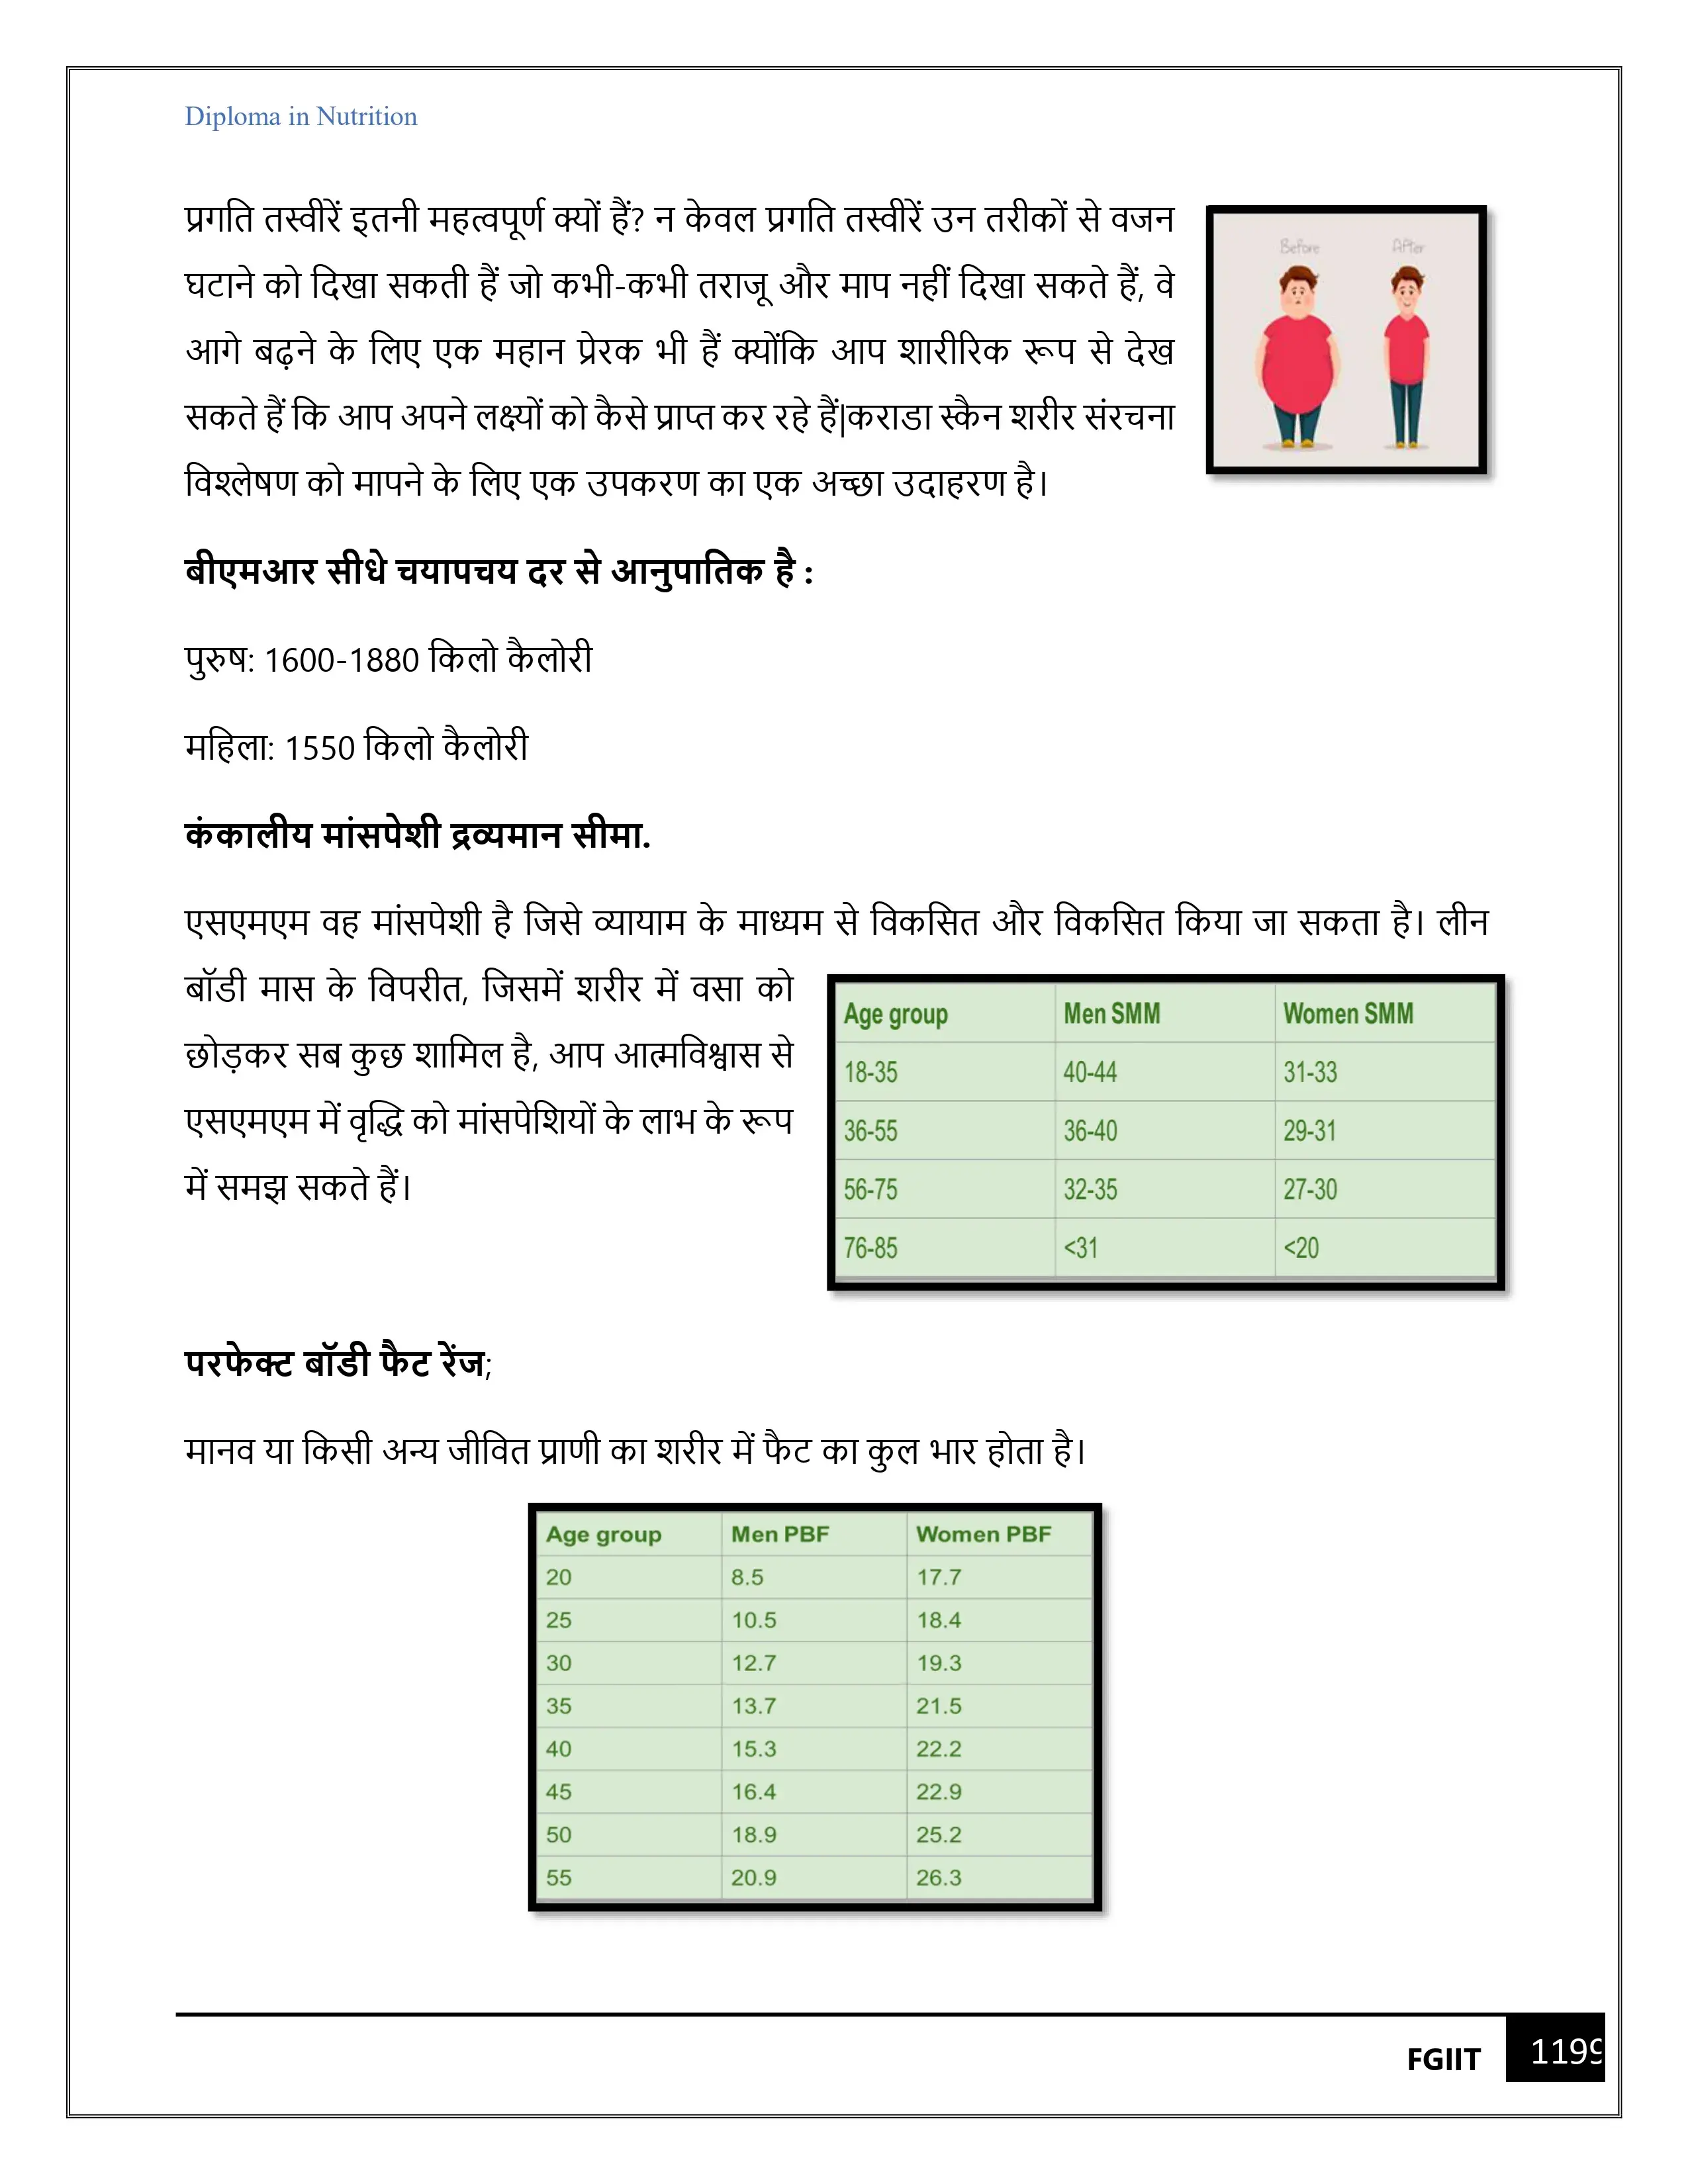 Diploma in Nutrition
प्रगति तस्वीरें इतनी महत्वपूर्ण क्यों हैं? न केवल प्रगति तस्वीरें उन तरीकों से वजन
घटाने को दिखा सकती हैं जो कभी-कभी तराजू और माप नहीं दिखा सकते हैं, वे
आगे बढ़ने के लिए एक महान प्रेरक भी हैं क्योंकि आप शारीरिक रूप से देख
सकते हैं कि आप अपने लक्ष्यों को कैसे प्राप्त कर रहे हैं|कराडा स्कैन शरीर संरचना
विश्लेषण को मापने के लिए एक उपकरण का एक अच्छा उदाहरण है।
Before After
बीएमआर सीधे चयापचय दर से आनुपातिक है :
पुरुष: 1600-1880 किलो कैलोरी
महिला: 1550 किलो कैलोरी
कंकालीय मांसपेशी द्रव्यमान सीमा.
एसएमएम वह मांसपेशी है जिसे व्यायाम के माध्यम से विकसित और विकसित किया जा सकता है। लीन
बॉडी मास के विपरीत, जिसमें शरीर में वसा को
छोड़कर सब कुछ शामिल है, आप आत्मविश्वास से
एसएमएम में वृद्धि को मांसपेशियों के लाभ के रूप
में समझ सकते हैं।
Age group Men SMM Women SMM
18-35 40-44 31-33
36-55 36-40 29-31
56-75 32-35 27-30
76-85 <31 <20
परफेक्ट बॉडी फैट रेंज;
मानव या किसी अन्य जीवित प्राणी का शरीर में फैट का कुल भार होता है।
Age group Men PBF Women PBF
20 8.5 17.7
25 10.5 18.4
30 12.7 19.3
35 13.7 21.5
40 15.3 22.2
45 16.4 22.9
50 18.9 25.2
55 20.9 26.3
FGIIT 1199